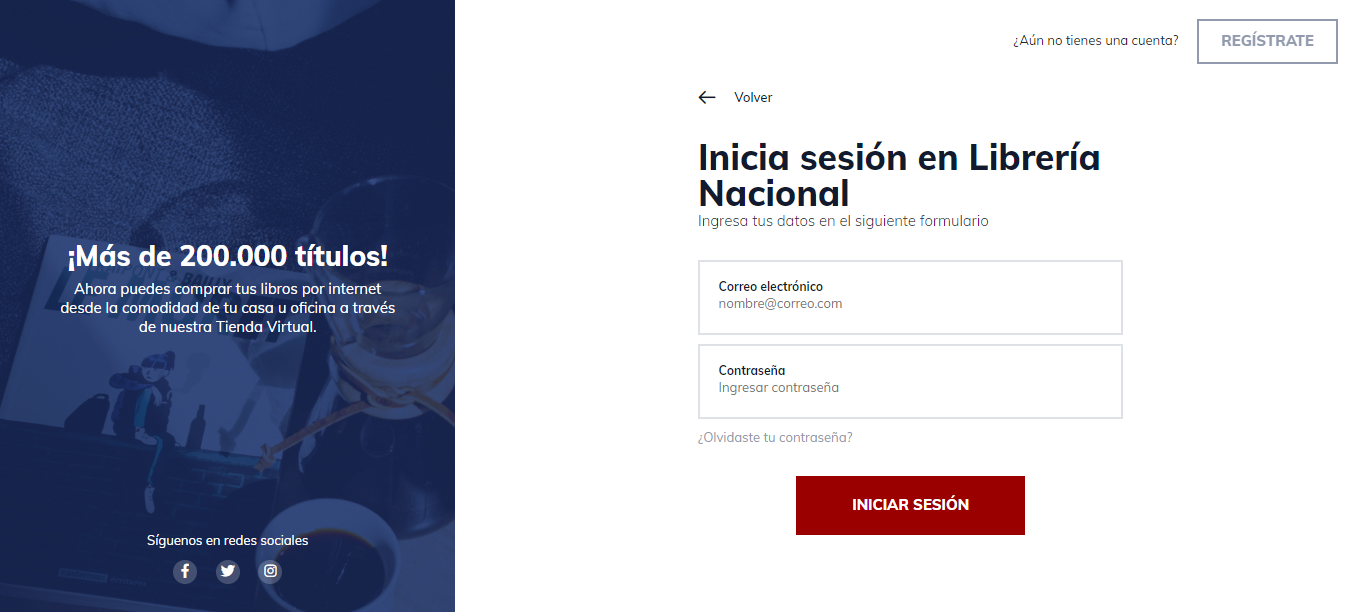 ¿Aún no tienes una cuenta?
REGÍSTRATE
Volver
Inicia sesión en Librería
Nacional
Ingresa tus datos en el siguiente formulario
Correo electrónico
nombre@correo.com
Contraseña
Ingresar contraseña
¿Olvidaste tu contraseña?
INICIAR SESIÓN
¡Más de 200.000 títulos!
Ahora puedes comprar tus libros por internet
desde la comodidad de tu casa u oficina a través
de nuestra Tienda Virtual.
Síguenos en redes sociales